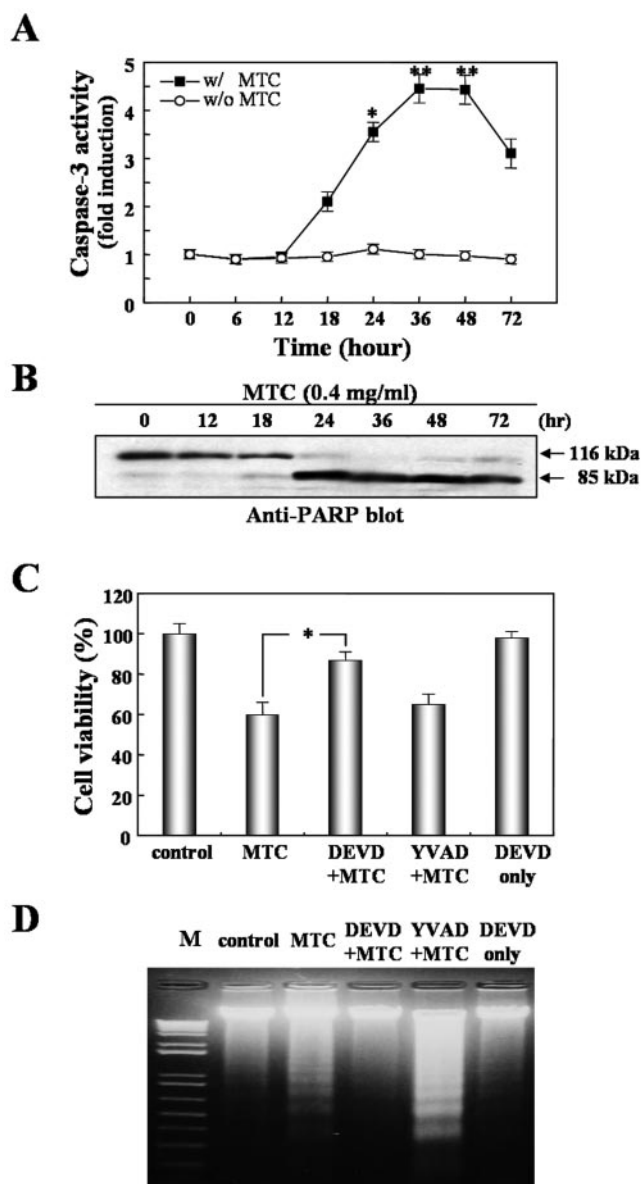 A
Caspase-3 activity
(fold induction)
5
4
3
2
1
0
w/ MTC
w/o MTC
*
**
**
0 6 12 18 24 36 48 72
Time (hour)
B
MTC (0.4 mg/ml)
0 12 18 24 36 48 72 (hr)
116 kDa
85 kDa
Anti-PARP blot
C
Cell viability (%)
120
100
80
60
40
20
0
*
control MTC DEVD YVAD DEVD
+MTC +MTC only
D
M control MTC DEVD YVAD DEVD
+MTC +MTC only